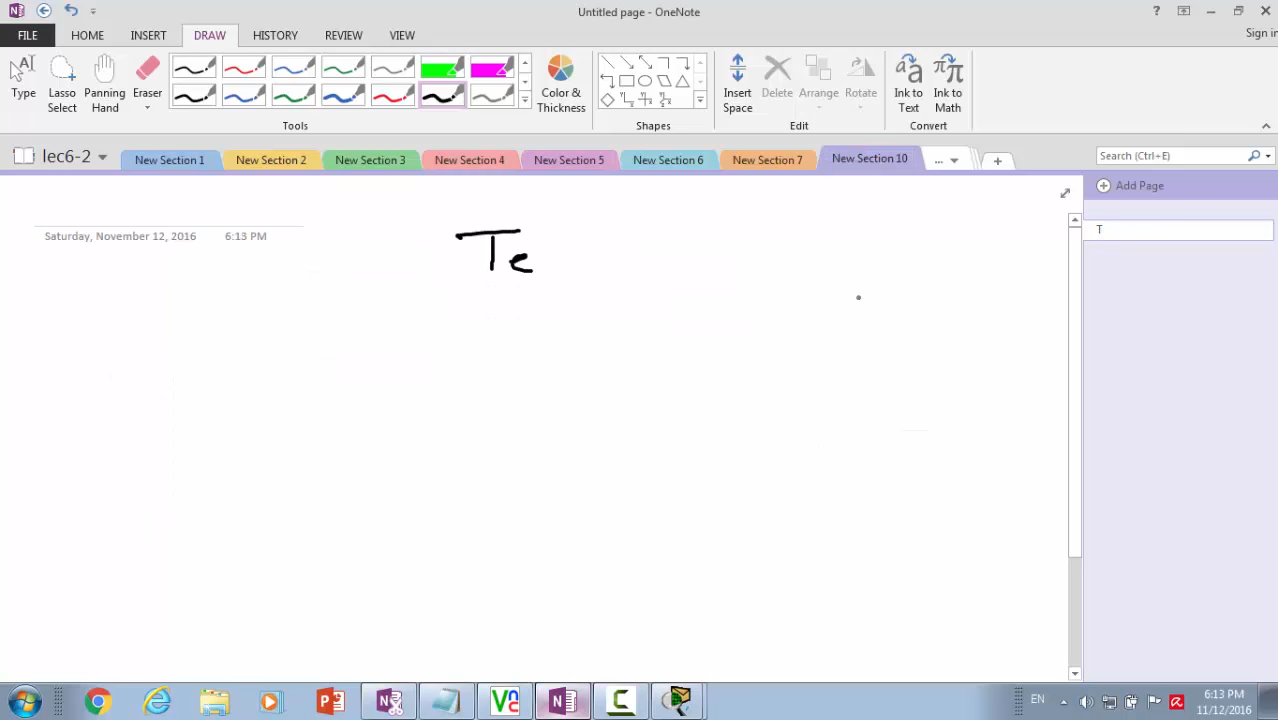 Untitled page - OneNote
? Sign in
FILE HOME INSERT DRAW HISTORY REVIEW VIEW
Type Lasso Select Panning Hand Eraser Color & Thickness Insert Space Delete Arrange Rotate Ink to Text Ink to Math
Tools Shapes Edit Convert
lec6-2 New Section 1 New Section 2 New Section 3 New Section 4 New Section 5 New Section 6 New Section 7 New Section 10 ... + Search (Ctrl+E)
Add Page
T
Saturday, November 12, 2016 6:13 PM
Te
EN 6:13 PM
11/12/2016